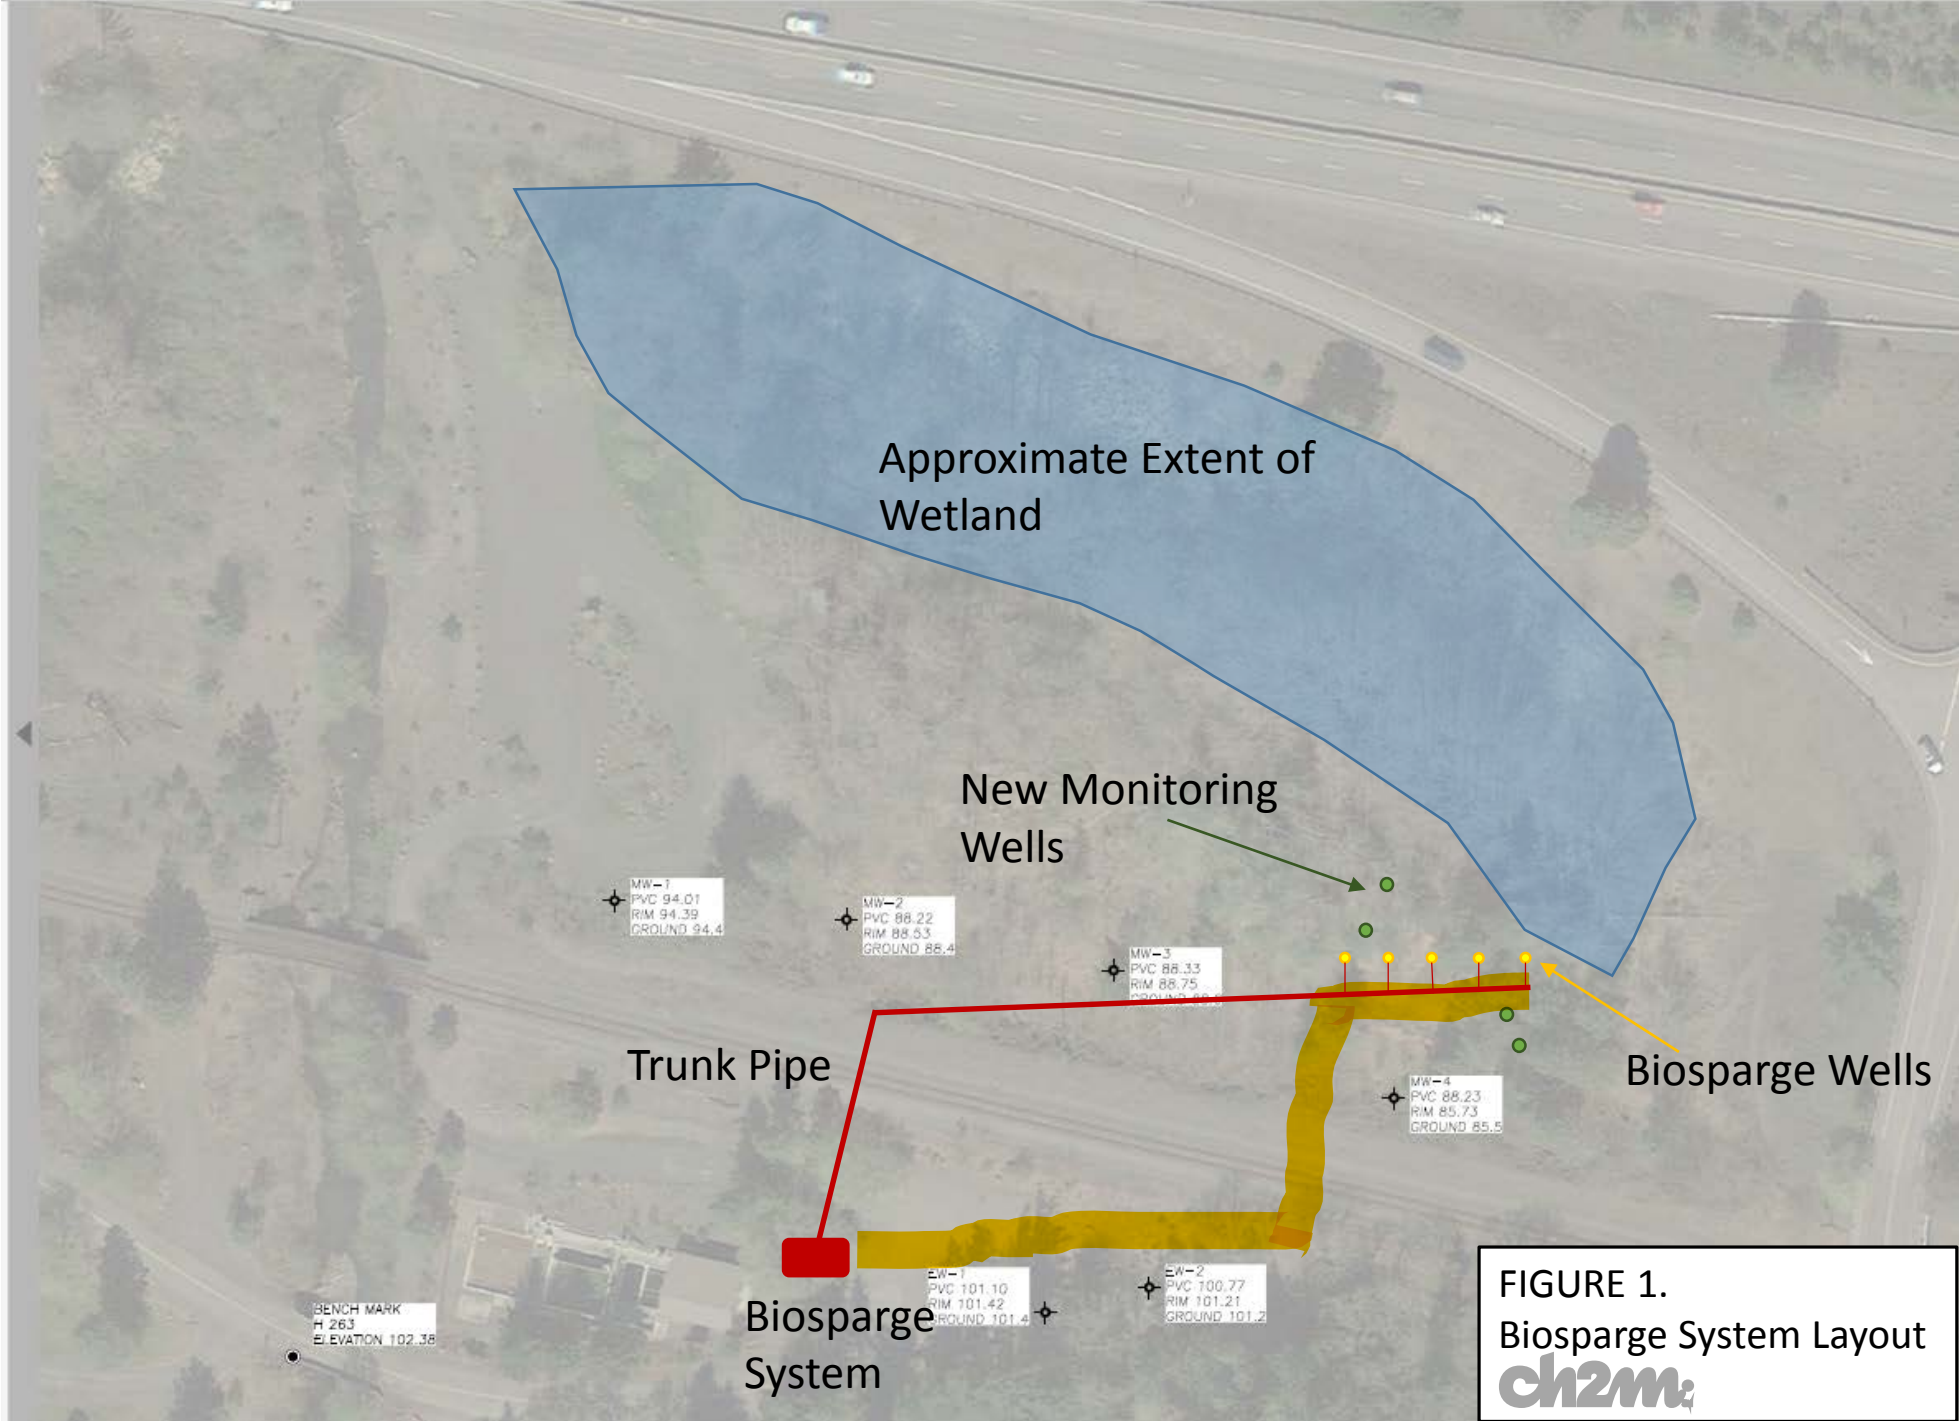 Approximate Extent of
Wetland
New Monitoring
Wells
MW-1
PVC 94.01
RIM 94.39
GROUND 94.4
MW-2
PVC 88.22
RIM 88.53
GROUND 88.4
MW-3
PVC 88.33
RIM 88.75
GROUND
Trunk Pipe
Biosparge Wells
MW-4
PVC 88.23
RIM 85.73
GROUND 85.5
EW-1
PVC 101.10
RIM 101.42
GROUND 101.4
EW-2
PVC 100.77
RIM 101.21
GROUND 101.2
Biosparge
System
BENCH MARK
H 263
ELEVATION 102.38
FIGURE 1.
Biosparge System Layout
ch2m: